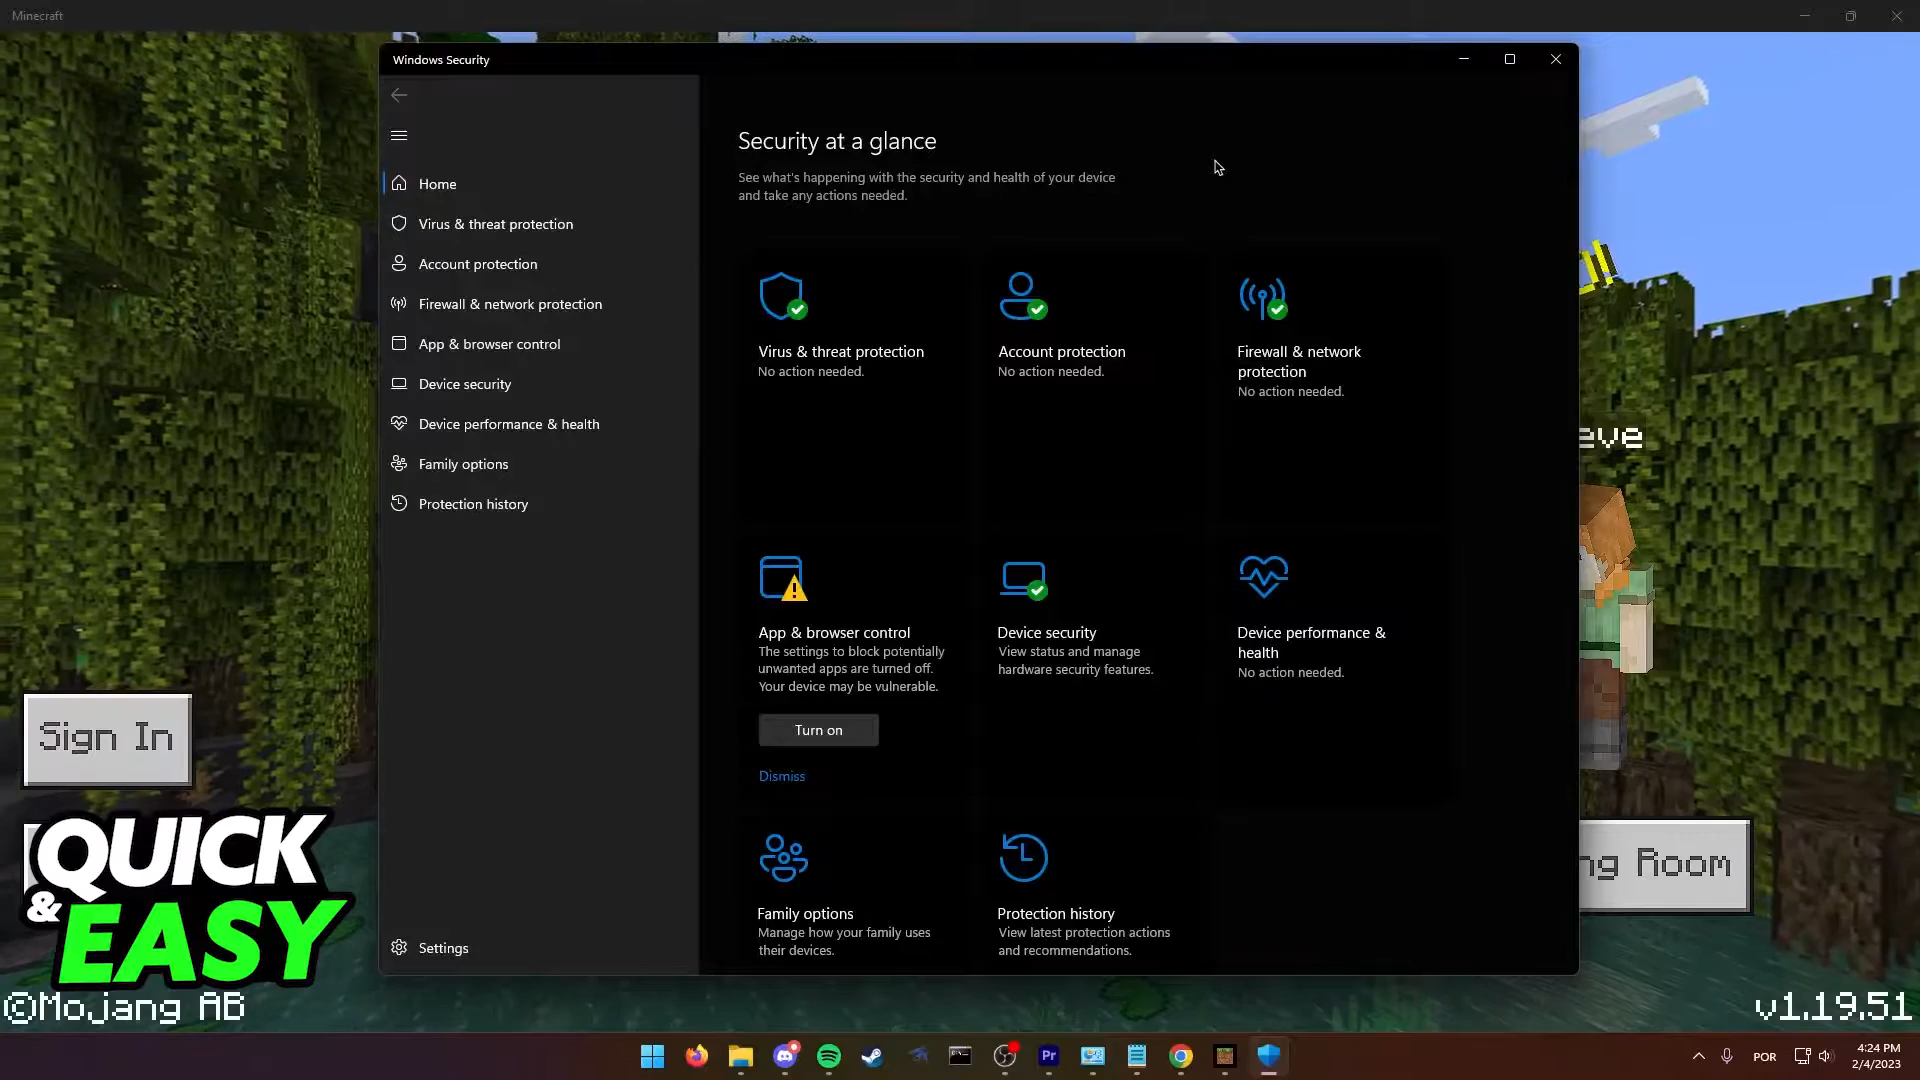 Minecraft
Windows Security
Home
Virus & threat protection
Account protection
Firewall & network protection
App & browser control
Device security
Device performance & health
Family options
Protection history
Settings
Security at a glance
See what's happening with the security and health of your device
and take any actions needed.
Virus & threat protection
No action needed.
Account protection
No action needed.
Firewall & network
protection
No action needed.
App & browser control
The settings to block potentially
unwanted apps are turned off.
Your device may be vulnerable.
Turn on
Dismiss
Device security
View status and manage
hardware security features.
Device performance &
health
No action needed.
Family options
Manage how your family uses
their devices.
Protection history
View latest protection actions
and recommendations.
eve
Sign In
ng Room
QUICK
& EASY
©Mojang AB
v1.19.51
Pr
POR
4:24 PM
2/4/2023